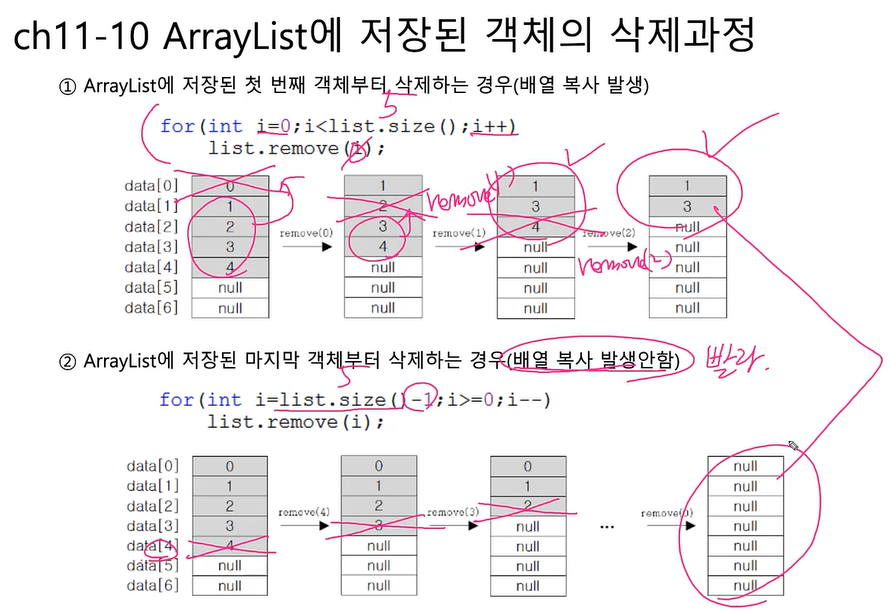 ch11-10 ArrayList에 저장된 객체의 삭제과정
① ArrayList에 저장된 첫 번째 객체부터 삭제하는 경우(배열 복사 발생)
5
for(int i=0;i<list.size();i++)
list.remove(i);
0
data[0] 0 1 1 1
data[1] 1 2 3 3
data[2] 2 3 4 null
data[3] 3 4 null null
data[4] 4 null null null
data[5] null null null null
data[6] null null null null
remove(0) remove(1) remove(2)
remove(1)
remove(2)
② ArrayList에 저장된 마지막 객체부터 삭제하는 경우(배열 복사 발생안함) 빨라.
5
for(int i=list.size()-1;i>=0;i--)
list.remove(i);
data[0] 0 0 0 null
data[1] 1 1 1 null
data[2] 2 2 2 null
data[3] 3 3 null null
data[4] 4 null null null
data[5] null null null null
data[6] null null null null
remove(4) remove(3) ... remove(0)